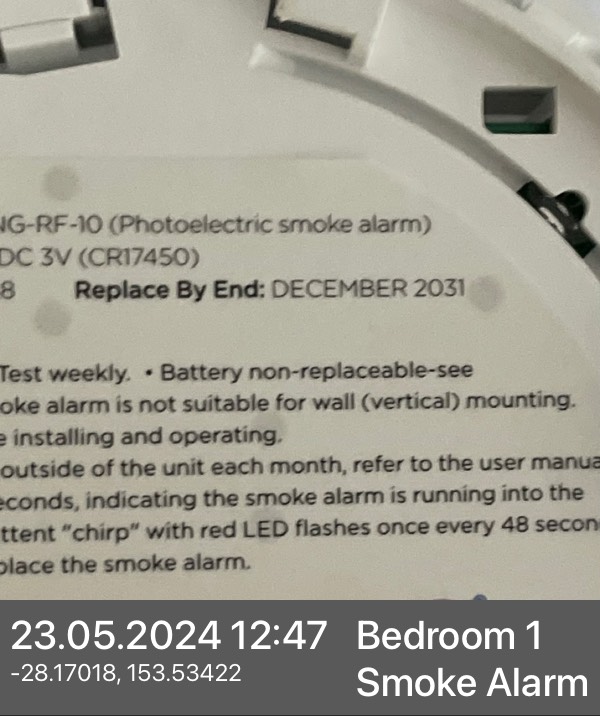 NG-RF-10 (Photoelectric smoke alarm)
DC 3V (CR17450)
8 Replace By End: DECEMBER 2031
Test weekly. • Battery non-replaceable-see
oke alarm is not suitable for wall (vertical) mounting.
e installing and operating.
outside of the unit each month, refer to the user manua
econds, indicating the smoke alarm is running into the
ttent "chirp" with red LED flashes once every 48 secon
place the smoke alarm.
23.05.2024 12:47 Bedroom 1
-28.17018, 153.53422 Smoke Alarm